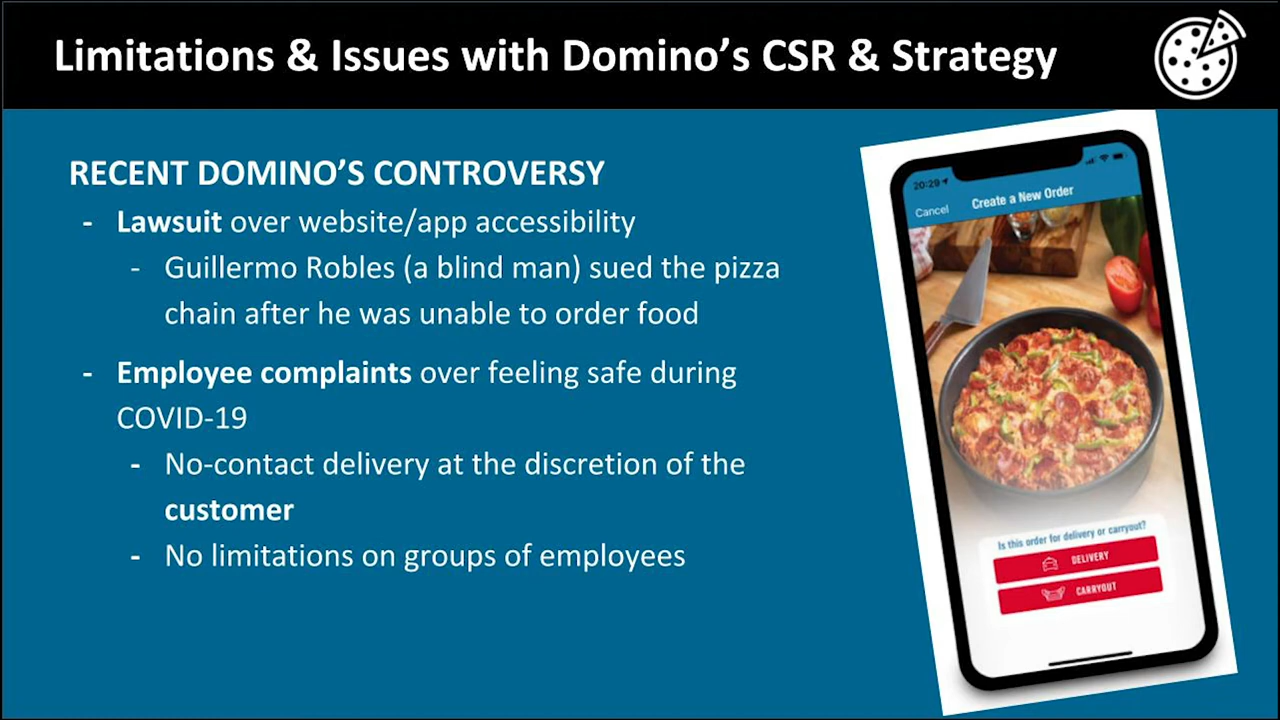 Limitations & Issues with Domino's CSR & Strategy
RECENT DOMINO'S CONTROVERSY
- Lawsuit over website/app accessibility
- Guillermo Robles (a blind man) sued the pizza
chain after he was unable to order food
- Employee complaints over feeling safe during
COVID-19
- No-contact delivery at the discretion of the
customer
- No limitations on groups of employees
20:29
Cancel
Create a New Order
Is this order for delivery or carryout?
DELIVERY
CARRYOUT